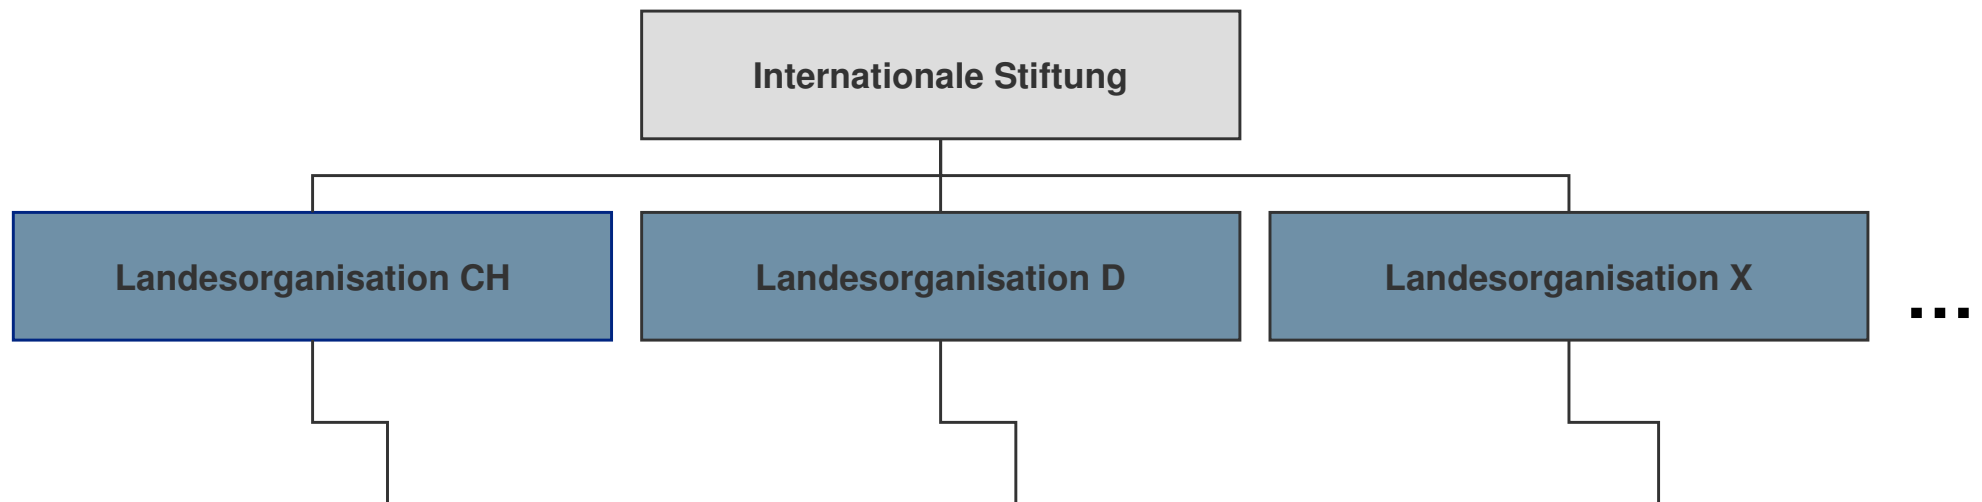 Internationale Stiftung
Landesorganisation CH
Landesorganisation D
Landesorganisation X
...